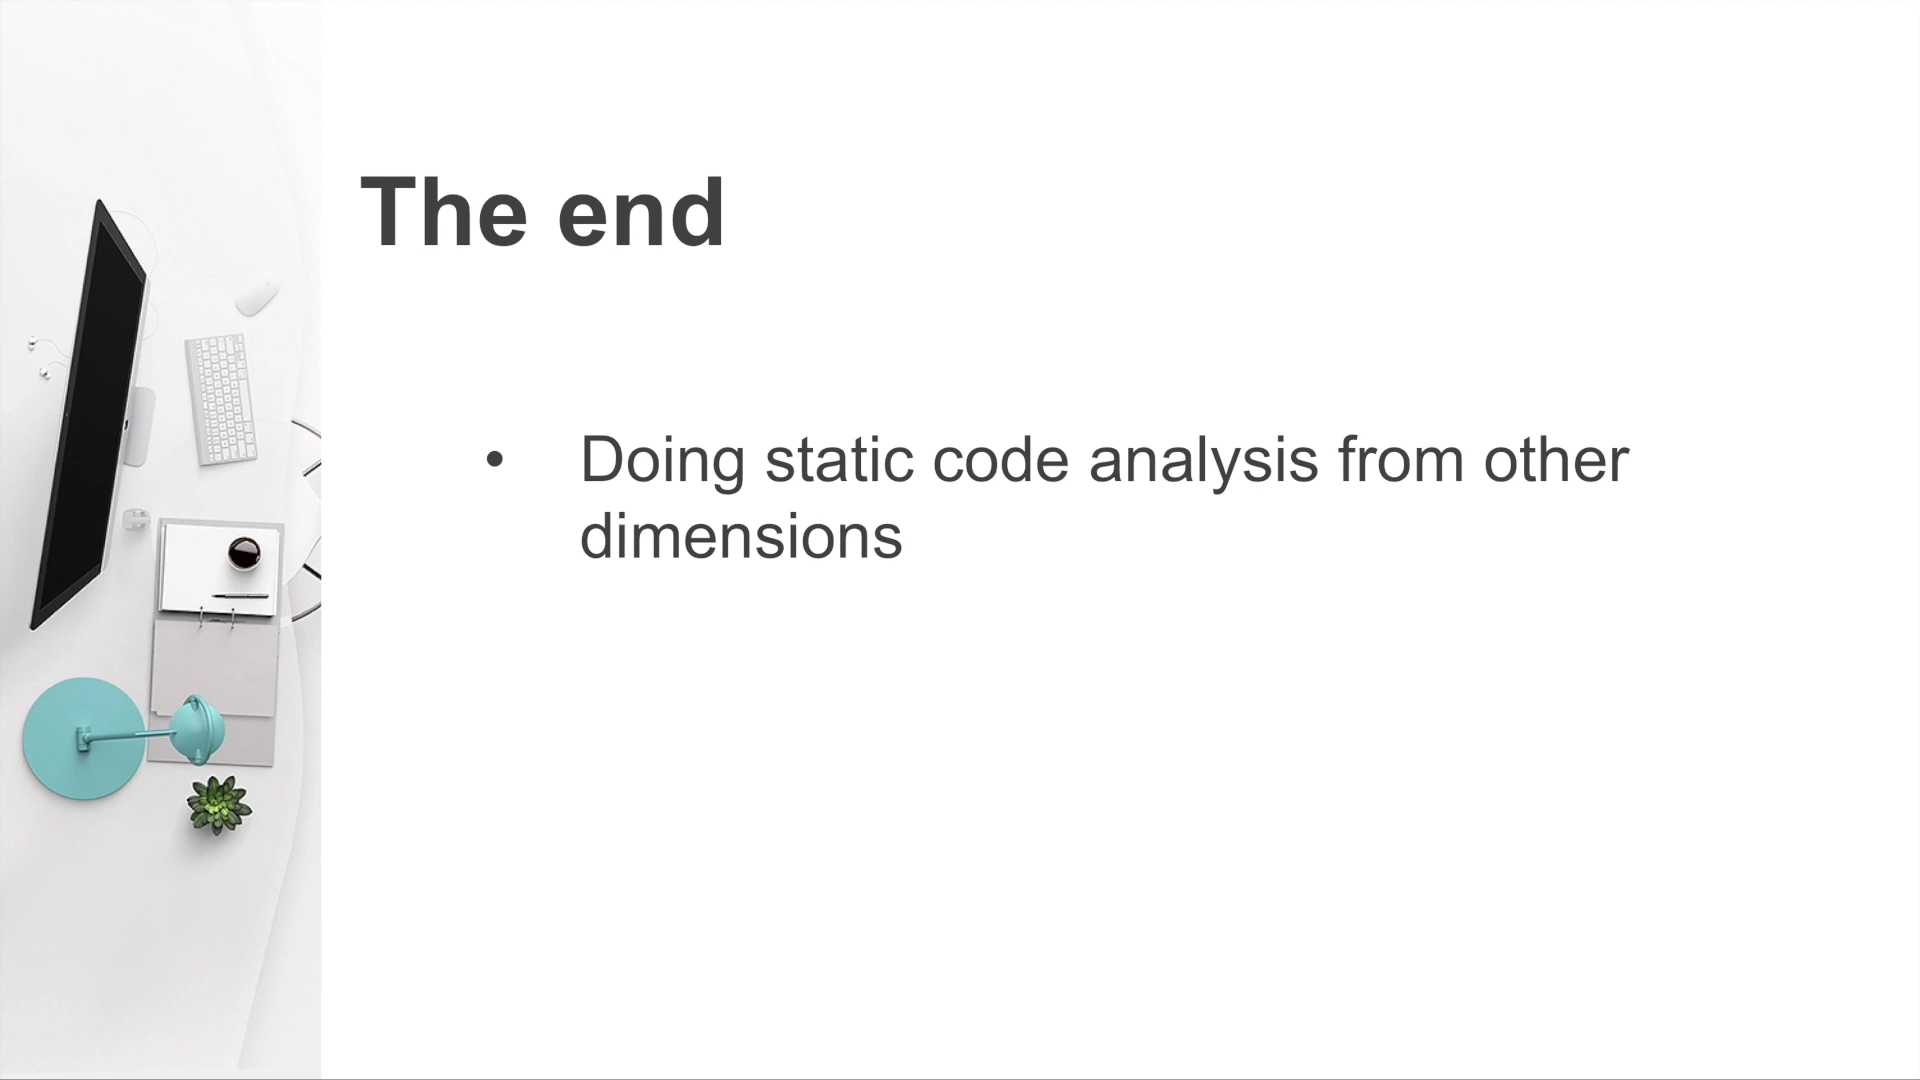 The end
• Doing static code analysis from other
dimensions